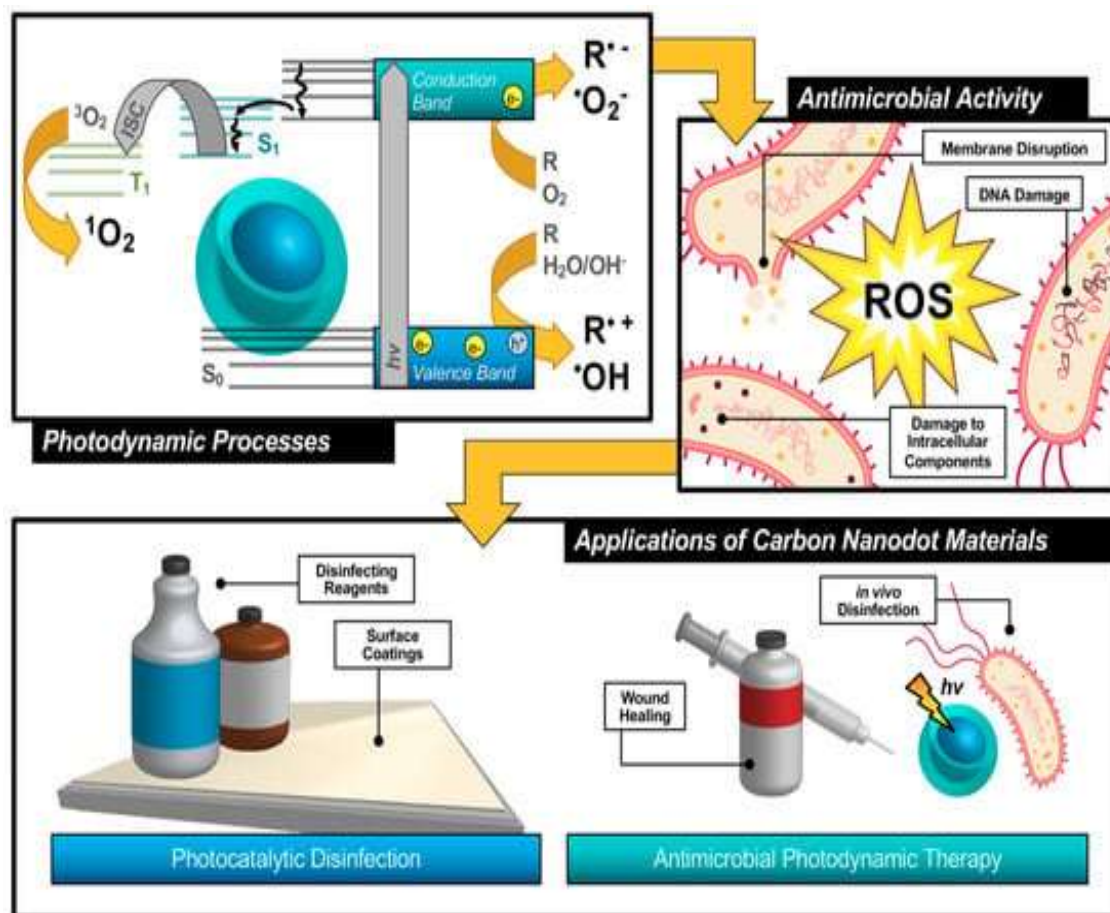 R•-
•O₂-
Conduction
Band
e-
³O₂
ISC
S₁
T₁
¹O₂
R
O₂
R
H₂O/OH-
R•+
•OH
hv
e-
e-
h+
Valence Band
S₀
Photodynamic Processes
Antimicrobial Activity
Membrane Disruption
DNA Damage
ROS
Damage to
Intracellular
Components
Applications of Carbon Nanodot Materials
Disinfecting
Reagents
Surface
Coatings
Photocatalytic Disinfection
in vivo
Disinfection
hv
Wound
Healing
Antimicrobial Photodynamic Therapy